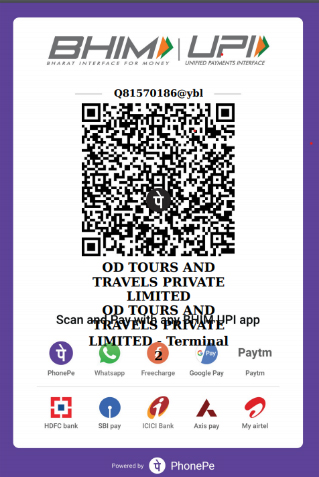 BHIM
BHARAT INTERFACE FOR MONEY
UPI
UNIFIED PAYMENTS INTERFACE
Q81570186@ybl
पे
OD TOURS AND
TRAVELS PRIVATE
LIMITED
OD TOURS AND
Scan and Pay with any BHIM UPI app
TRAVELS PRIVATE
LIMITED - Terminal
2
पे
G Pay
Paytm
PhonePe
Whatsapp
Freecharge
Google Pay
Paytm
HDFC bank
SBI pay
ICICI Bank
Axis pay
My airtel
Powered by पे PhonePe